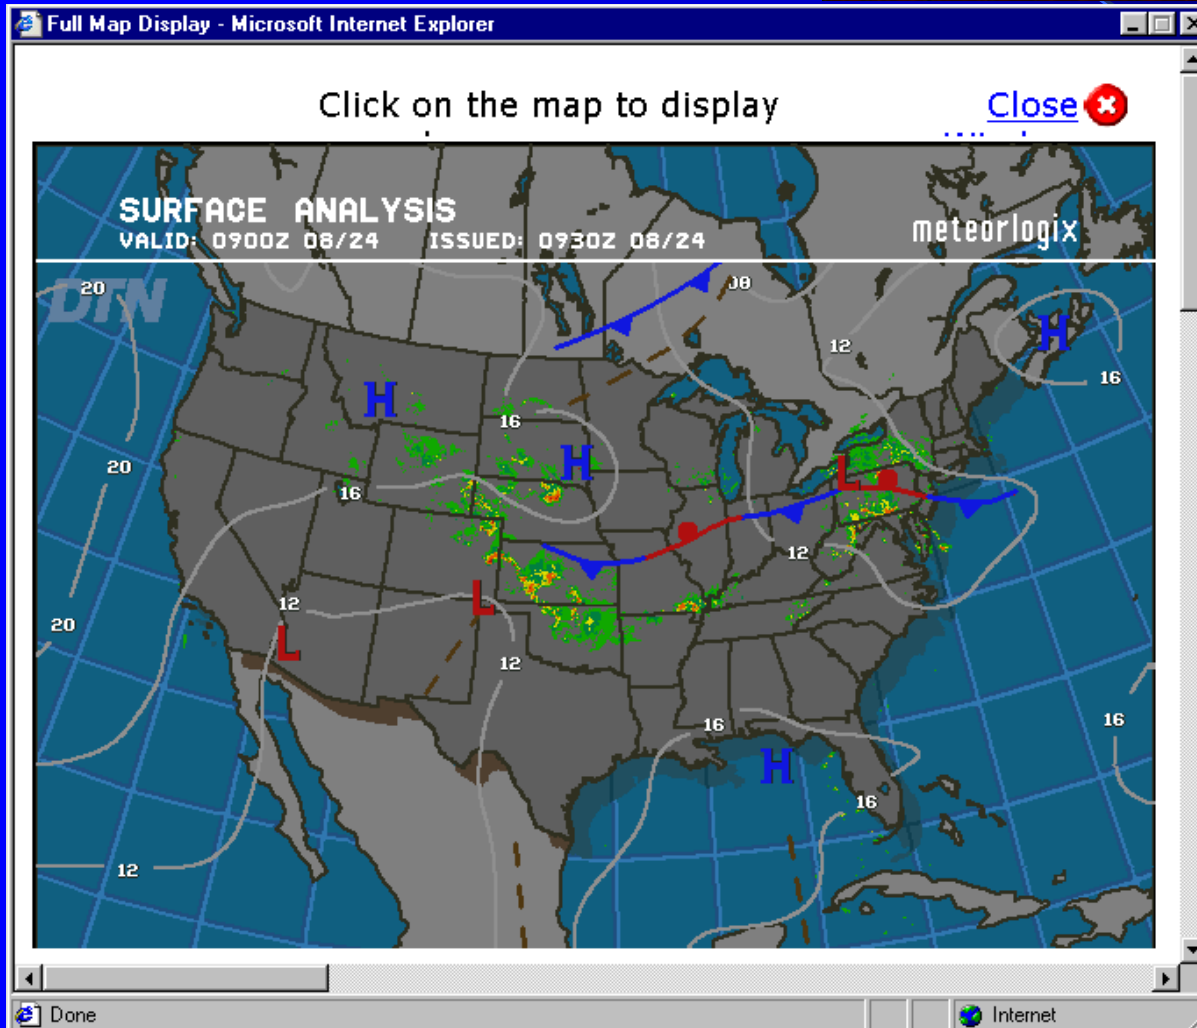 Full Map Display - Microsoft Internet Explorer
Click on the map to display
Close
SURFACE ANALYSIS
VALID: 0900Z 08/24 ISSUED: 0930Z 08/24
meteorlogix
DTN
20
08
H
12
16
H
16
H
20
L
16
12
12
L
20
L
12
16
16
H
16
12
Done
Internet